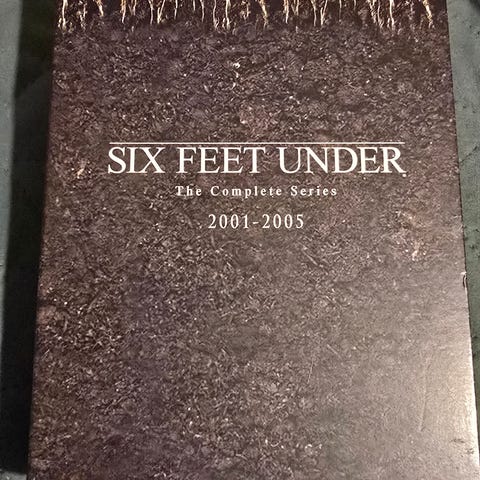 SIX FEET UNDER
The Complete Series
2001-2005